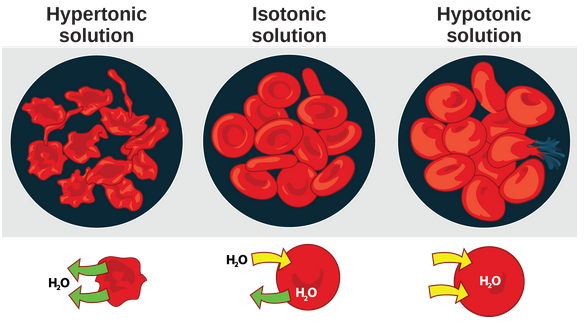 Hypertonic
solution
Isotonic
solution
Hypotonic
solution
H₂O
H₂O
H₂O
H₂O